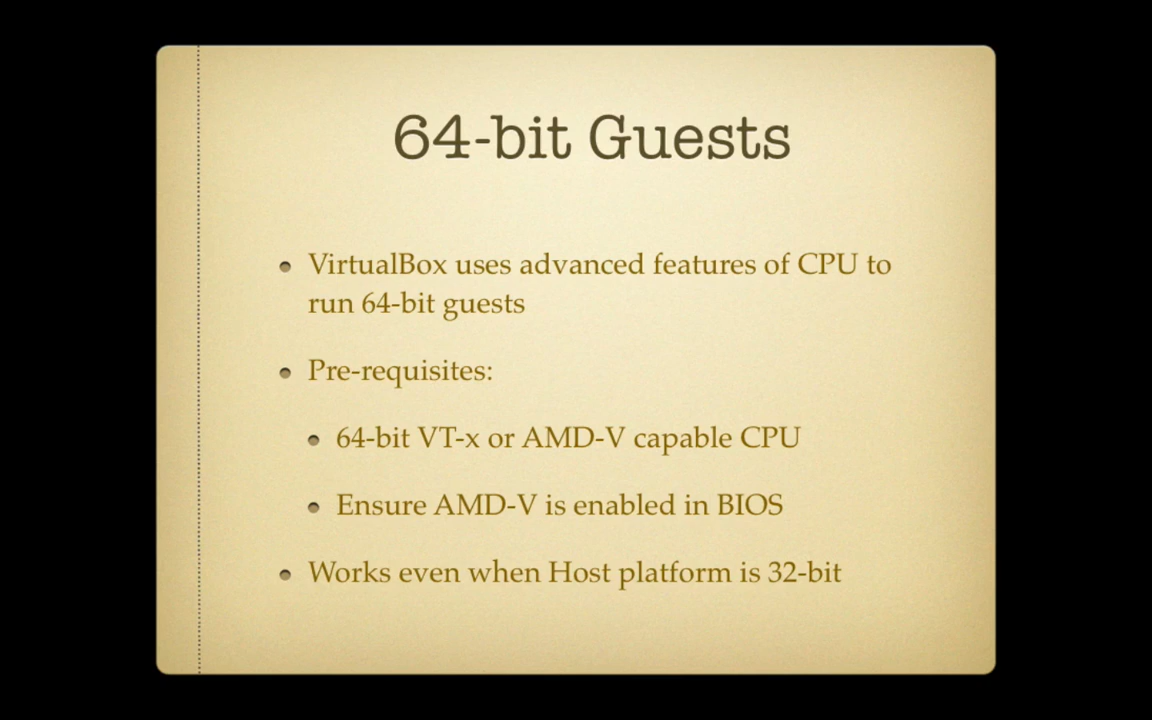 64-bit Guests
VirtualBox uses advanced features of CPU to
run 64-bit guests
Pre-requisites:
64-bit VT-x or AMD-V capable CPU
Ensure AMD-V is enabled in BIOS
Works even when Host platform is 32-bit